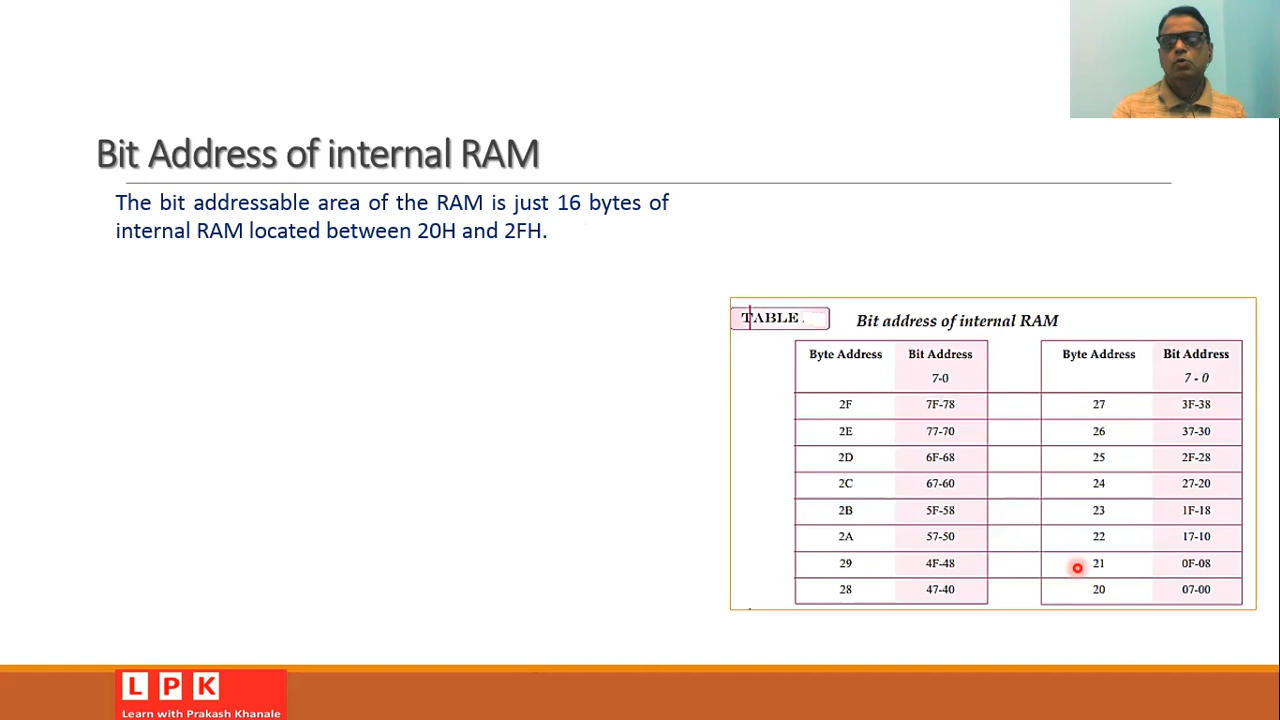 Bit Address of internal RAM
The bit addressable area of the RAM is just 16 bytes of
internal RAM located between 20H and 2FH.
TABLE Bit address of internal RAM
Byte Address Bit Address Byte Address Bit Address
7-0 7 - 0
2F 7F-78 27 3F-38
2E 77-70 26 37-30
2D 6F-68 25 2F-28
2C 67-60 24 27-20
2B 5F-58 23 1F-18
2A 57-50 22 17-10
29 4F-48 21 0F-08
28 47-40 20 07-00
L P K
Learn with Prakash Khanale